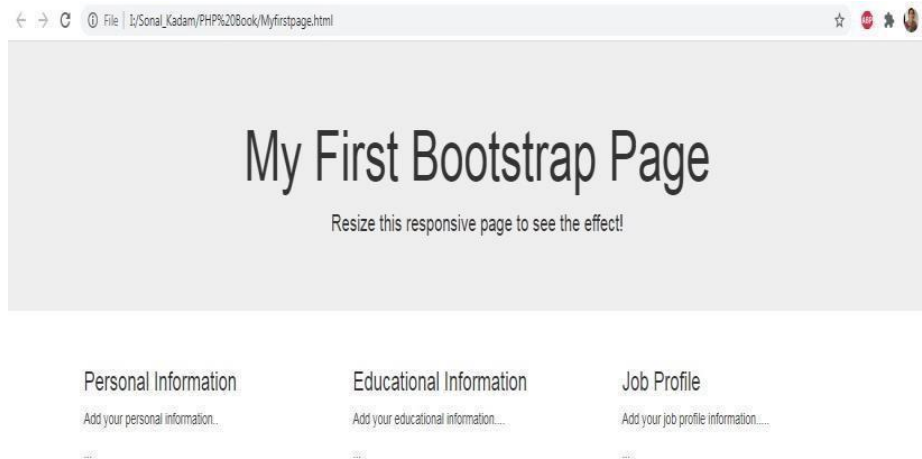 File | I:/Sonal_Kadam/PHP%20Book/Myfirstpage.html
ABP
My First Bootstrap Page
Resize this responsive page to see the effect!
Personal Information Educational Information Job Profile
Add your personal information.. Add your educational information.... Add your job profile information.....
... ... ...